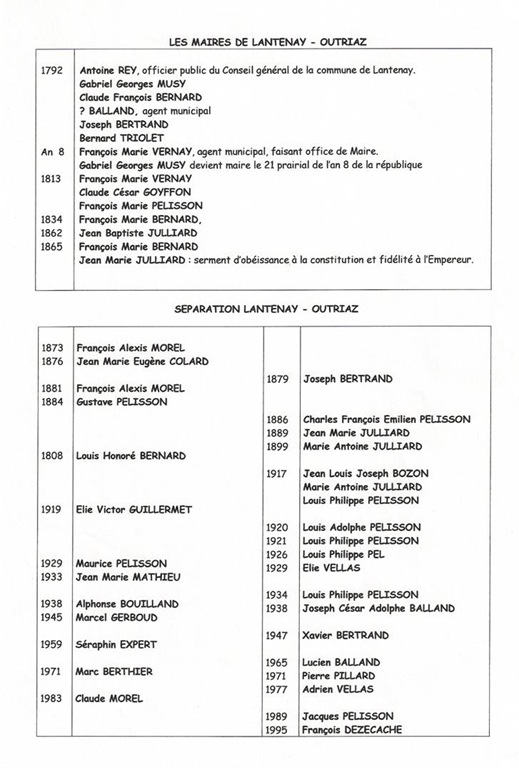 LES MAIRES DE LANTENAY - OUTRIAZ
1792 Antoine REY, officier public du Conseil général de la commune de Lantenay.
Gabriel Georges MUSY
Claude François BERNARD
? BALLAND, agent municipal
Joseph BERTRAND
Bernard TRIOLET
An 8 François Marie VERNAY, agent municipal, faisant office de Maire.
Gabriel Georges MUSY devient maire le 21 prairial de l'an 8 de la république
1813 François Marie VERNAY
Claude César GOYFFON
François Marie PELISSON
1834 François Marie BERNARD,
1862 Jean Baptiste JULLIARD
1865 François Marie BERNARD
Jean Marie JULLIARD : serment d'obéissance à la constitution et fidélité à l'Empereur.
SEPARATION LANTENAY - OUTRIAZ
1873 François Alexis MOREL
1876 Jean Marie Eugène COLARD
1881 François Alexis MOREL
1884 Gustave PELISSON
1808 Louis Honoré BERNARD
1919 Elie Victor GUILLERMET
1929 Maurice PELISSON
1933 Jean Marie MATHIEU
1938 Alphonse BOUILLAND
1945 Marcel GERBOUD
1959 Séraphin EXPERT
1971 Marc BERTHIER
1983 Claude MOREL
1879 Joseph BERTRAND
1886 Charles François Emilien PELISSON
1889 Jean Marie JULLIARD
1899 Marie Antoine JULLIARD
1917 Jean Louis Joseph BOZON
Marie Antoine JULLIARD
Louis Philippe PELISSON
1920 Louis Adolphe PELISSON
1921 Louis Philippe PELISSON
1926 Louis Philippe PEL
1929 Elie VELLAS
1934 Louis Philippe PELISSON
1938 Joseph César Adolphe BALLAND
1947 Xavier BERTRAND
1965 Lucien BALLAND
1971 Pierre PILLARD
1977 Adrien VELLAS
1989 Jacques PELISSON
1995 François DEZECACHE